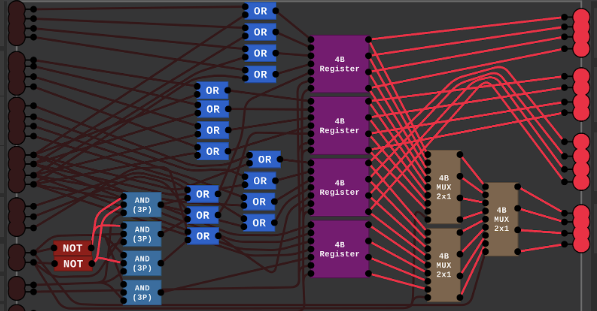 OR
OR
OR
OR
4B
Register
OR
OR
OR
OR
4B
Register
OR
OR
OR
OR
4B
Register
4B
MUX
2x1
AND
(3P)
OR
OR
OR
AND
(3P)
4B
MUX
2x1
NOT
NOT
AND
(3P)
4B
Register
4B
MUX
2x1
AND
(3P)